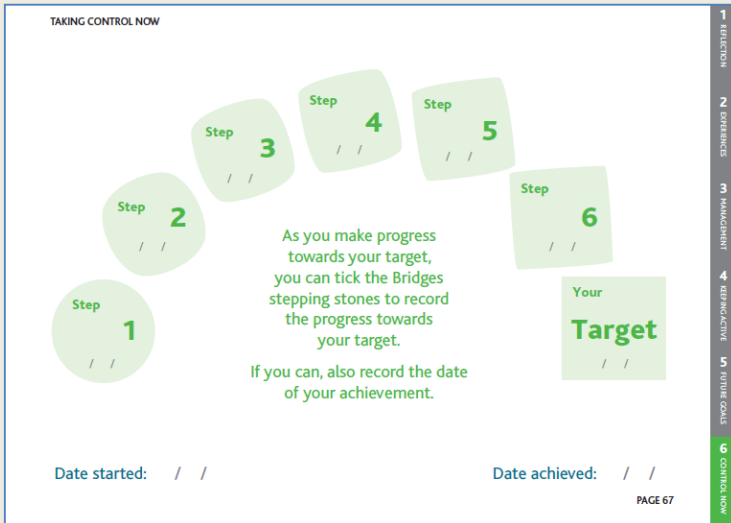 TAKING CONTROL NOW
Step
1
/ /
Step
2
/ /
Step
3
/ /
Step
4
/ /
Step
5
/ /
Step
6
/ /
Your
Target
/ /
As you make progress
towards your target,
you can tick the Bridges
stepping stones to record
the progress towards
your target.
If you can, also record the date
of your achievement.
Date started: / /
Date achieved: / /
PAGE 67
1 REFLECTION
2 EXPERIENCES
3 MANAGEMENT
4 KEEPING ACTIVE
5 FUTURE GOALS
6 CONTROL NOW